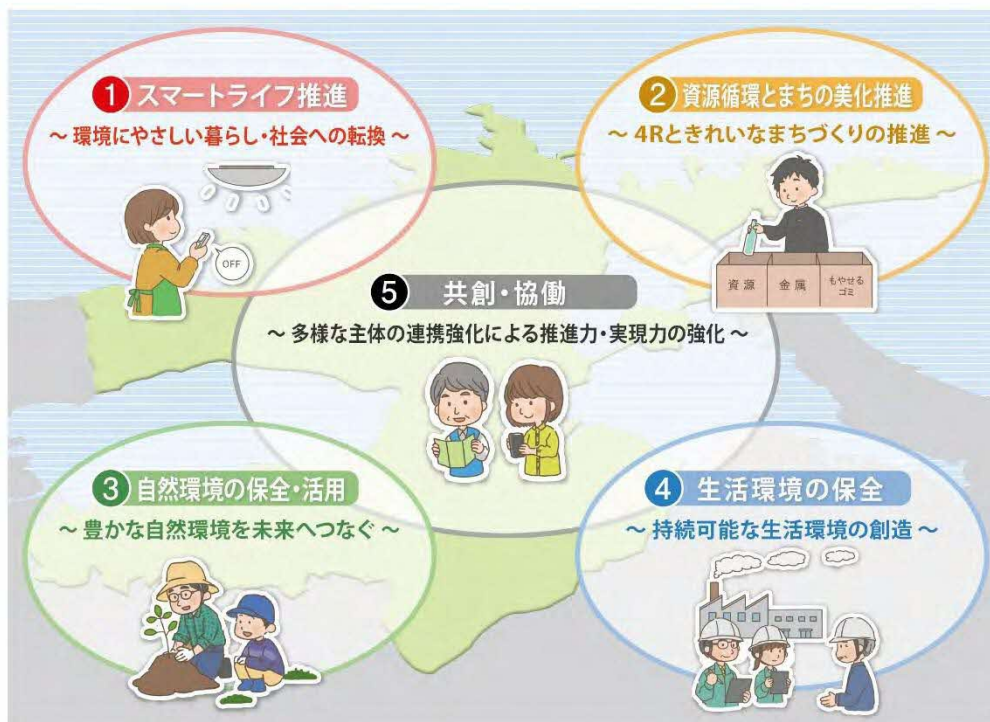 1 スマートライフ推進
～ 環境にやさしい暮らし・社会への転換 ～
OFF
2 資源循環とまちの美化推進
～ 4Rときれいなまちづくりの推進 ～
資源
金属
もやせる
ゴミ
5 共創・協働
～ 多様な主体の連携強化による推進力・実現力の強化 ～
3 自然環境の保全・活用
～ 豊かな自然環境を未来へつなぐ ～
4 生活環境の保全
～ 持続可能な生活環境の創造 ～